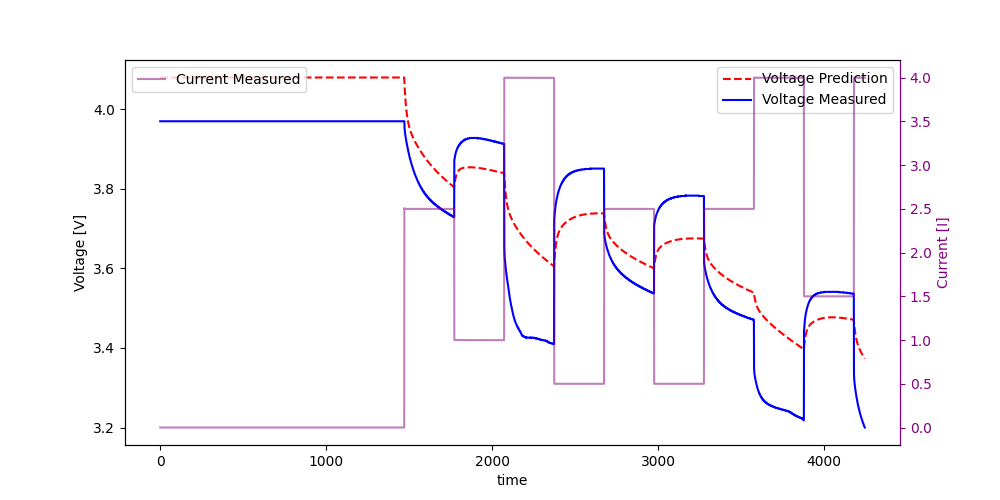 Current Measured
Voltage Prediction
Voltage Measured
4.0
3.8
3.6
3.4
3.2
Voltage [V]
4.0
3.5
3.0
2.5
2.0
1.5
1.0
0.5
0.0
Current [I]
0 1000 2000 3000 4000
time